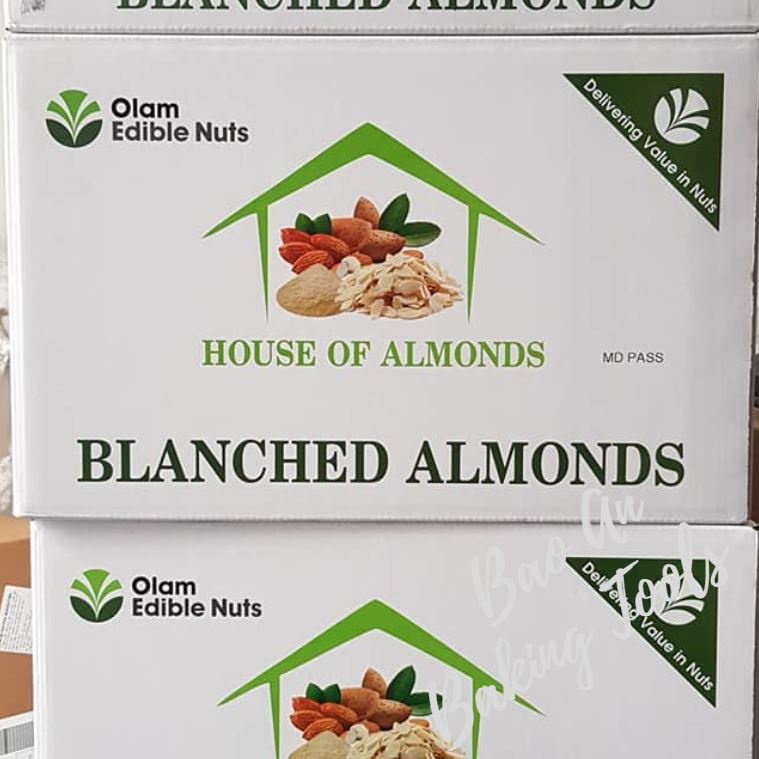 BLANCHED ALMONDS
Olam
Edible Nuts
Delivering Value in Nuts
HOUSE OF ALMONDS
MD PASS
BLANCHED ALMONDS
Bao An
Baking Tools
Olam
Edible Nuts
Delivering Value in Nuts